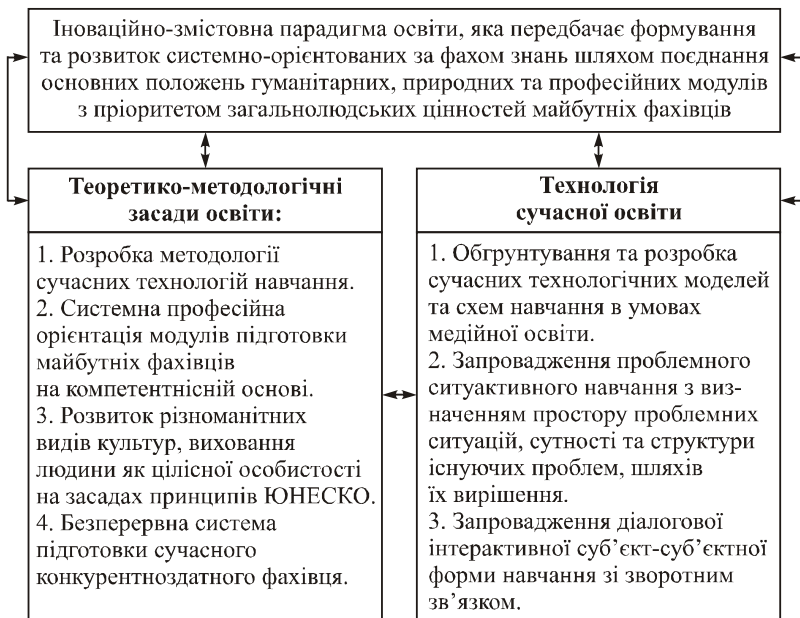 Іноваційно-змістовна парадигма освіти, яка передбачає формування
та розвиток системно-орієнтованих за фахом знань шляхом поєднання
основних положень гуманітарних, природних та професійних модулів
з пріоритетом загальнолюдських цінностей майбутніх фахівців
Теоретико-методологічні
засади освіти:
1. Розробка методології
сучасних технологій навчання.
2. Системна професійна
орієнтація модулів підготовки
майбутніх фахівців
на компетентнісній основі.
3. Розвиток різноманітних
видів культур, виховання
людини як цілісної особистості
на засадах принципів ЮНЕСКО.
4. Безперервна система
підготовки сучасного
конкурентноздатного фахівця.
Технологія
сучасної освіти
1. Обгрунтування та розробка
сучасних технологічних моделей
та схем навчання в умовах
медійної освіти.
2. Запровадження проблемного
ситуактивного навчання з виз-
наченням простору проблемних
ситуацій, сутності та структури
існуючих проблем, шляхів
їх вирішення.
3. Запровадження діалогової
інтерактивної суб’єкт-суб’єктної
форми навчання зі зворотним
зв’язком.